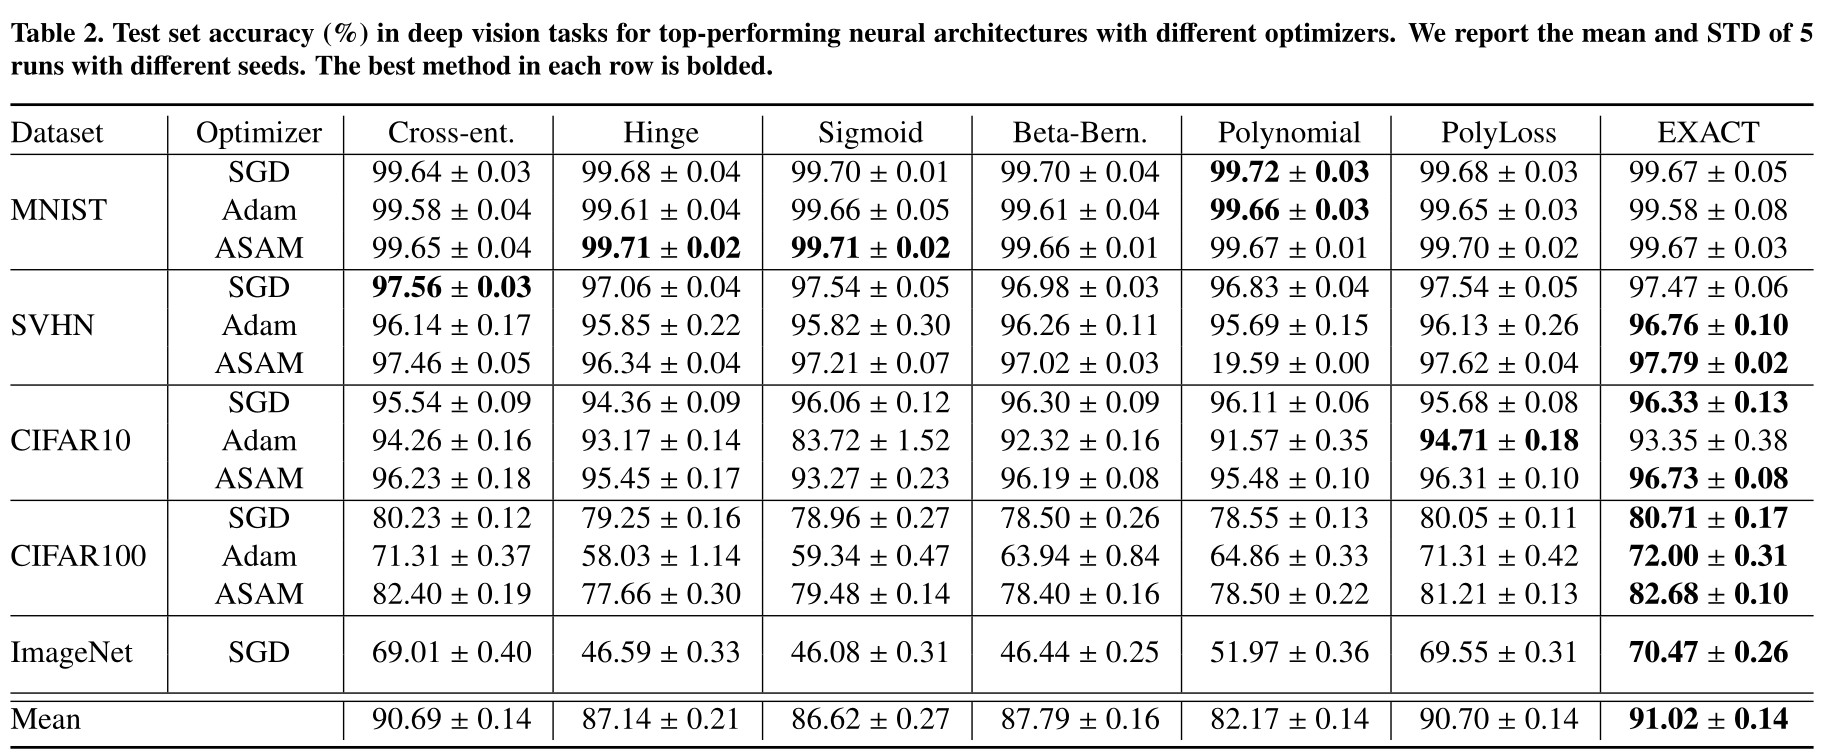 Table 2. Test set accuracy (%) in deep vision tasks for top-performing neural architectures with different optimizers. We report the mean and STD of 5
runs with different seeds. The best method in each row is bolded.
Dataset Optimizer Cross-ent. Hinge Sigmoid Beta-Bern. Polynomial PolyLoss EXACT
SGD 99.64 ± 0.03 99.68 ± 0.04 99.70 ± 0.01 99.70 ± 0.04 99.72 ± 0.03 99.68 ± 0.03 99.67 ± 0.05
MNIST Adam 99.58 ± 0.04 99.61 ± 0.04 99.66 ± 0.05 99.61 ± 0.04 99.66 ± 0.03 99.65 ± 0.03 99.58 ± 0.08
ASAM 99.65 ± 0.04 99.71 ± 0.02 99.71 ± 0.02 99.66 ± 0.01 99.67 ± 0.01 99.70 ± 0.02 99.67 ± 0.03
SGD 97.56 ± 0.03 97.06 ± 0.04 97.54 ± 0.05 96.98 ± 0.03 96.83 ± 0.04 97.54 ± 0.05 97.47 ± 0.06
SVHN Adam 96.14 ± 0.17 95.85 ± 0.22 95.82 ± 0.30 96.26 ± 0.11 95.69 ± 0.15 96.13 ± 0.26 96.76 ± 0.10
ASAM 97.46 ± 0.05 96.34 ± 0.04 97.21 ± 0.07 97.02 ± 0.03 19.59 ± 0.00 97.62 ± 0.04 97.79 ± 0.02
SGD 95.54 ± 0.09 94.36 ± 0.09 96.06 ± 0.12 96.30 ± 0.09 96.11 ± 0.06 95.68 ± 0.08 96.33 ± 0.13
CIFAR10 Adam 94.26 ± 0.16 93.17 ± 0.14 83.72 ± 1.52 92.32 ± 0.16 91.57 ± 0.35 94.71 ± 0.18 93.35 ± 0.38
ASAM 96.23 ± 0.18 95.45 ± 0.17 93.27 ± 0.23 96.19 ± 0.08 95.48 ± 0.10 96.31 ± 0.10 96.73 ± 0.08
SGD 80.23 ± 0.12 79.25 ± 0.16 78.96 ± 0.27 78.50 ± 0.26 78.55 ± 0.13 80.05 ± 0.11 80.71 ± 0.17
CIFAR100 Adam 71.31 ± 0.37 58.03 ± 1.14 59.34 ± 0.47 63.94 ± 0.84 64.86 ± 0.33 71.31 ± 0.42 72.00 ± 0.31
ASAM 82.40 ± 0.19 77.66 ± 0.30 79.48 ± 0.14 78.40 ± 0.16 78.50 ± 0.22 81.21 ± 0.13 82.68 ± 0.10
ImageNet SGD 69.01 ± 0.40 46.59 ± 0.33 46.08 ± 0.31 46.44 ± 0.25 51.97 ± 0.36 69.55 ± 0.31 70.47 ± 0.26
Mean 90.69 ± 0.14 87.14 ± 0.21 86.62 ± 0.27 87.79 ± 0.16 82.17 ± 0.14 90.70 ± 0.14 91.02 ± 0.14